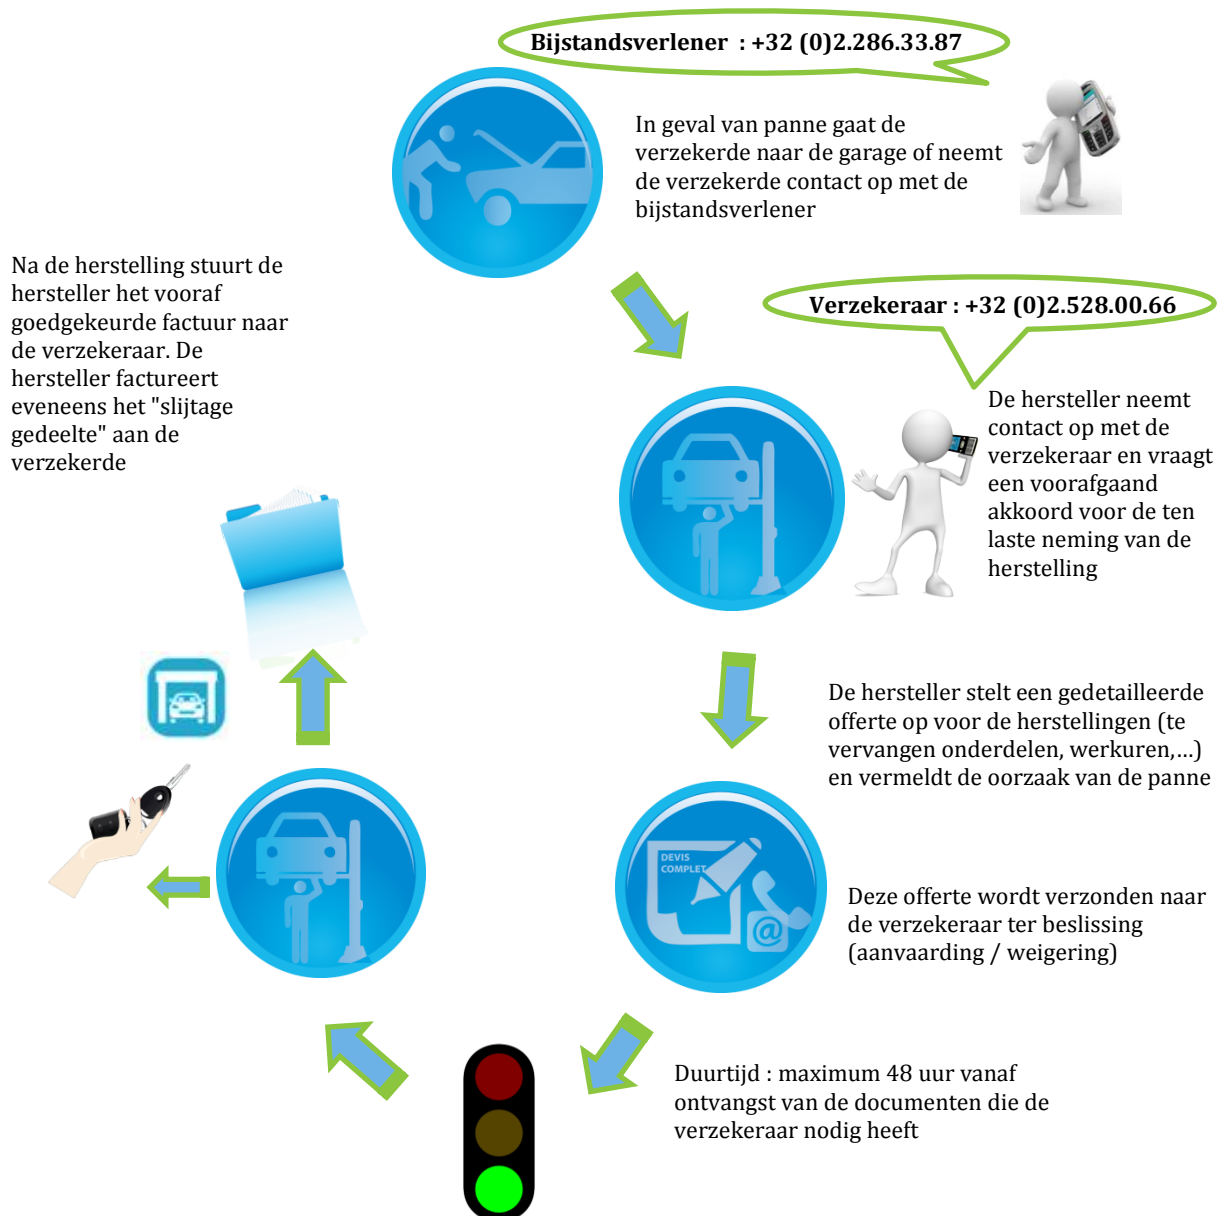 Bijstandsverlener : +32 (0)2.286.33.87
In geval van panne gaat de
verzekerde naar de garage of neemt
de verzekerde contact op met de
bijstandsverlener
Verzekeraar : +32 (0)2.528.00.66
De hersteller neemt
contact op met de
verzekeraar en vraagt
een voorafgaand
akkoord voor de ten
laste neming van de
herstelling
De hersteller stelt een gedetailleerde
offerte op voor de herstellingen (te
vervangen onderdelen, werkuren,...)
en vermeldt de oorzaak van de panne
DEVIS
COMPLET
@
Deze offerte wordt verzonden naar
de verzekeraar ter beslissing
(aanvaarding / weigering)
Duurtijd : maximum 48 uur vanaf
ontvangst van de documenten die de
verzekeraar nodig heeft
Na de herstelling stuurt de
hersteller het vooraf
goedgekeurde factuur naar
de verzekeraar. De
hersteller factureert
eveneens het "slijtage
gedeelte" aan de
verzekerde